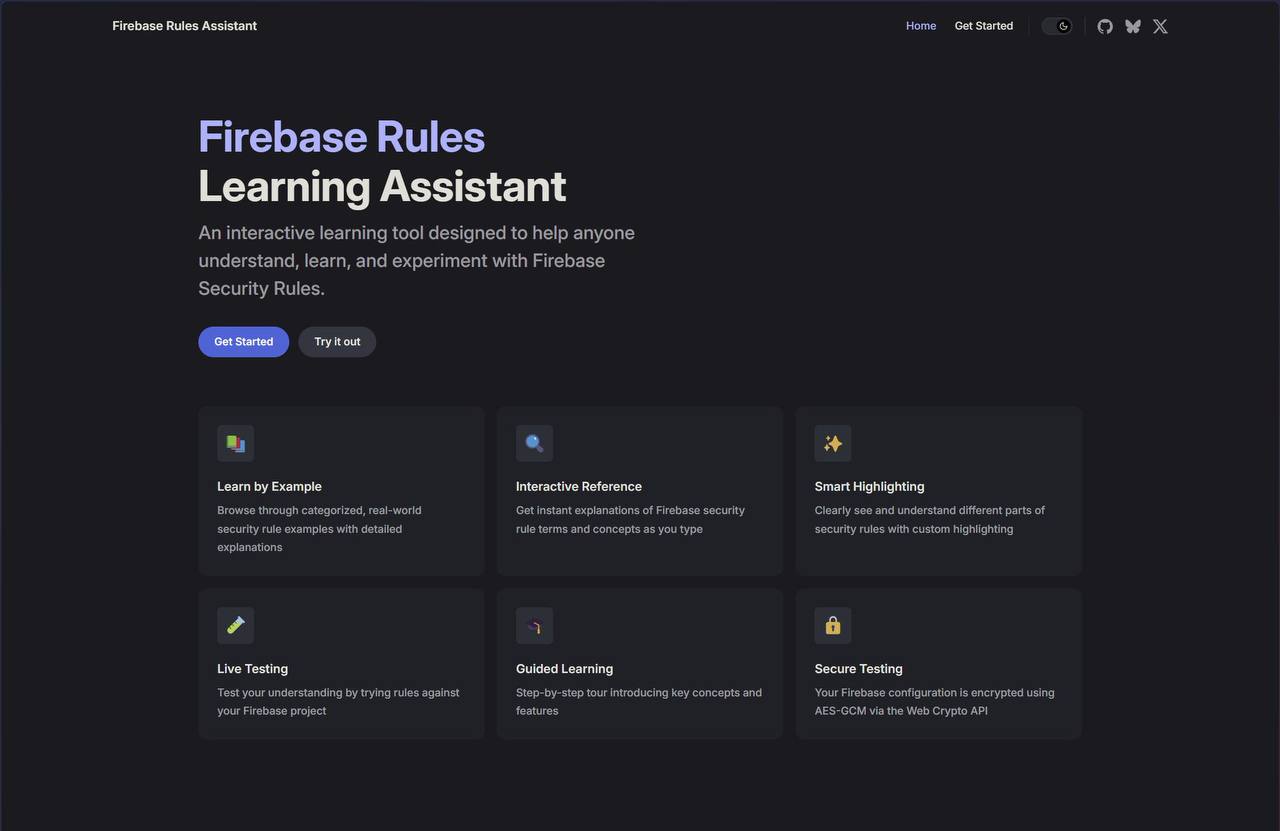 Firebase Rules Assistant
Home
Get Started
Firebase Rules
Learning Assistant
An interactive learning tool designed to help anyone
understand, learn, and experiment with Firebase
Security Rules.
Get Started
Try it out
Learn by Example
Browse through categorized, real-world
security rule examples with detailed
explanations
Interactive Reference
Get instant explanations of Firebase security
rule terms and concepts as you type
Smart Highlighting
Clearly see and understand different parts of
security rules with custom highlighting
Live Testing
Test your understanding by trying rules against
your Firebase project
Guided Learning
Step-by-step tour introducing key concepts and
features
Secure Testing
Your Firebase configuration is encrypted using
AES-GCM via the Web Crypto API